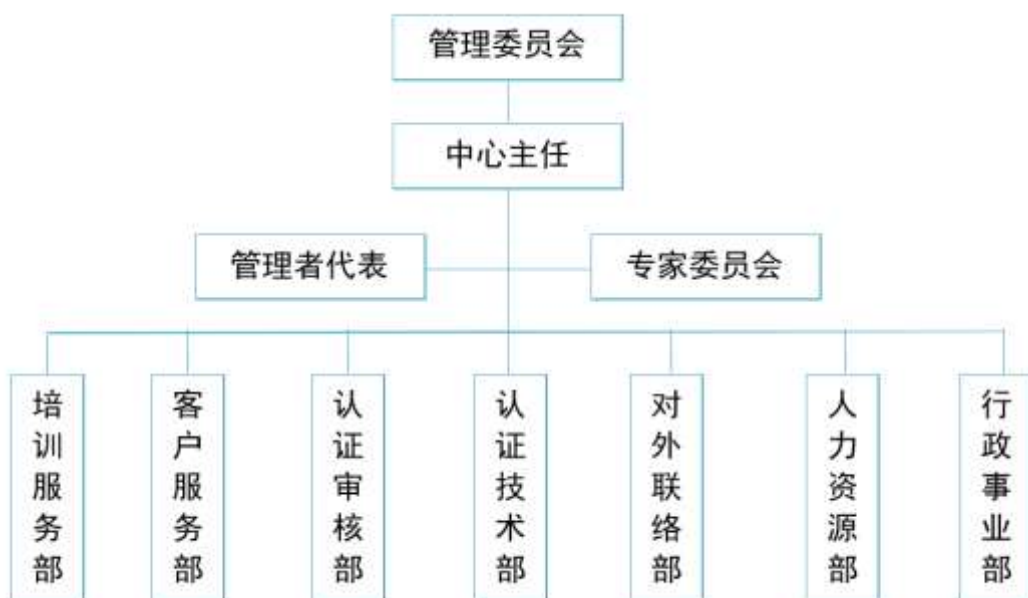 管理委员会
中心主任
管理者代表
专家委员会
培训服务部
客户服务部
认证审核部
认证技术部
对外联络部
人力资源部
行政事业部